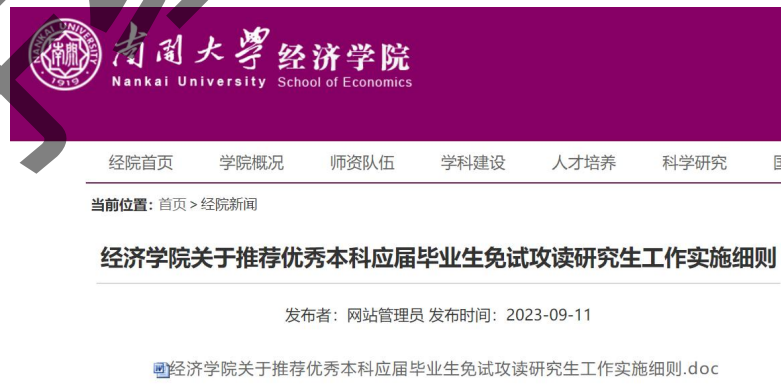 NANKAI UNIVERSITY
南開
1919
南開大學 经济学院
Nankai University School of Economics
经院首页 学院概况 师资队伍 学科建设 人才培养 科学研究
当前位置: 首页 > 经院新闻
经济学院关于推荐优秀本科应届毕业生免试攻读研究生工作实施细则
发布者：网站管理员 发布时间：2023-09-11
经济学院关于推荐优秀本科应届毕业生免试攻读研究生工作实施细则.doc